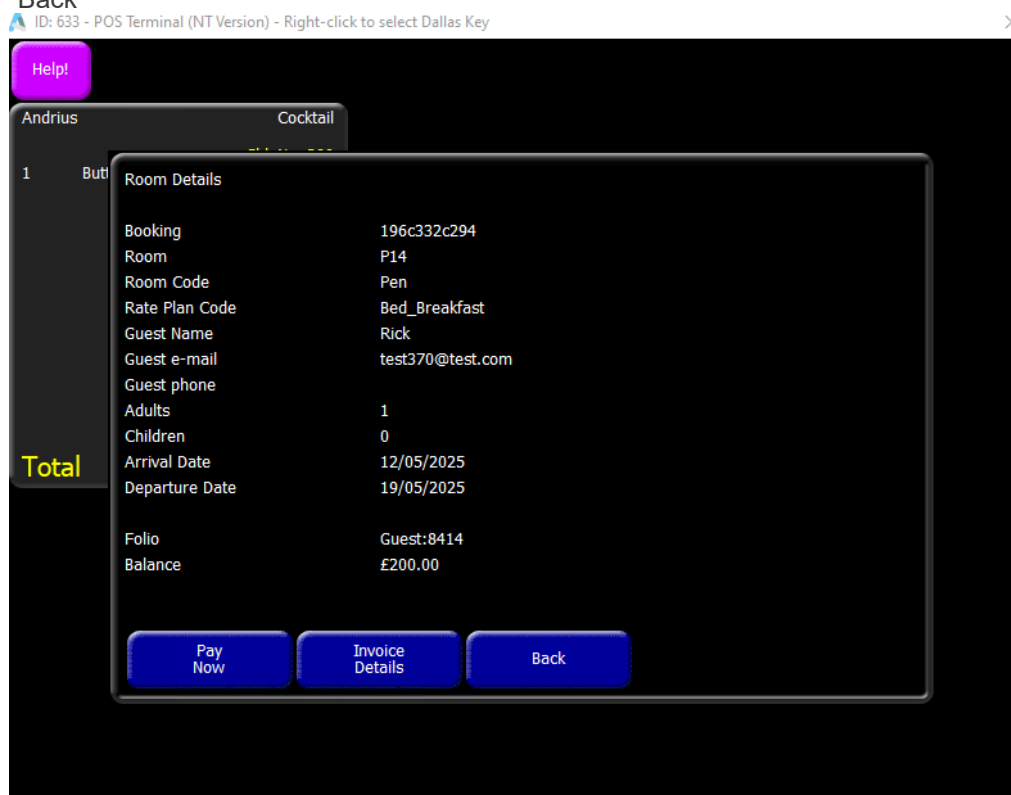 Back
ID: 633 - POS Terminal (NT Version) - Right-click to select Dallas Key
Help!
Andrius Cocktail
1 Butt
Room Details
Booking 196c332c294
Room P14
Room Code Pen
Rate Plan Code Bed_Breakfast
Guest Name Rick
Guest e-mail test370@test.com
Guest phone
Adults 1
Children 0
Arrival Date 12/05/2025
Departure Date 19/05/2025
Folio Guest:8414
Balance £200.00
Total
Pay
Now
Invoice
Details
Back